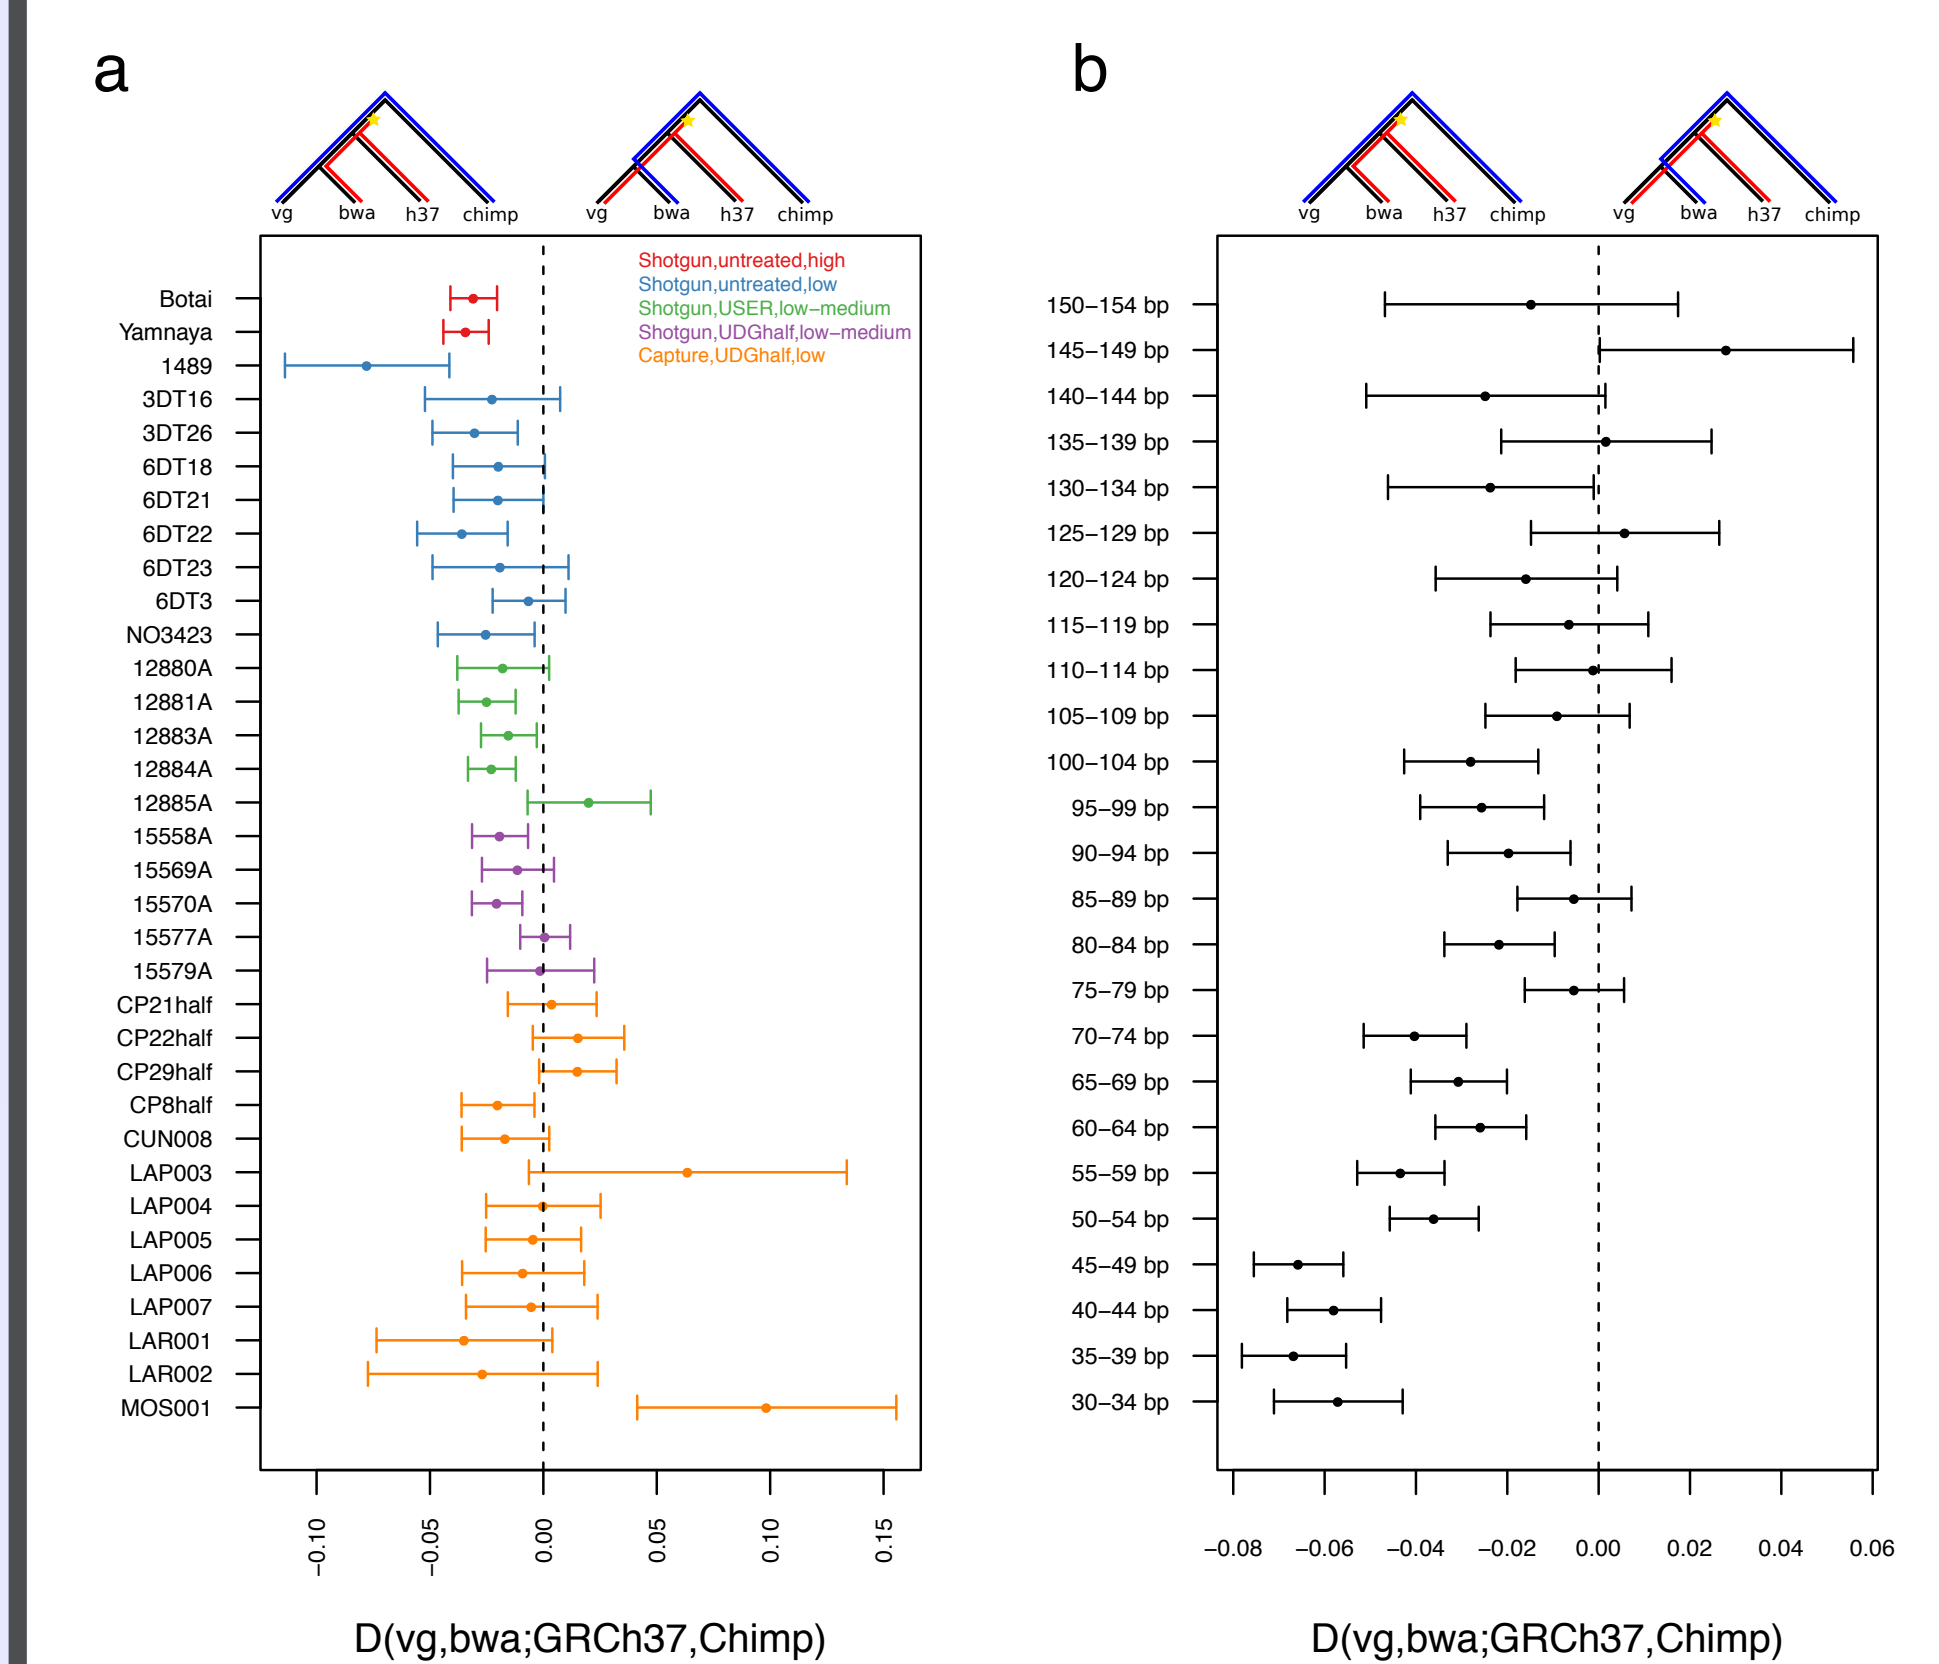 a
vg bwa h37 chimp vg bwa h37 chimp
Shotgun,untreated,high
Shotgun,untreated,low
Shotgun,USER,low−medium
Shotgun,UDGhalf,low−medium
Capture,UDGhalf,low
Botai
Yamnaya
1489
3DT16
3DT26
6DT18
6DT21
6DT22
6DT23
6DT3
NO3423
12880A
12881A
12883A
12884A
12885A
15558A
15569A
15570A
15577A
15579A
CP21half
CP22half
CP29half
CP8half
CUN008
LAP003
LAP004
LAP005
LAP006
LAP007
LAR001
LAR002
MOS001
−0.10 −0.05 0.00 0.05 0.10 0.15
D(vg,bwa;GRCh37,Chimp)
b
vg bwa h37 chimp vg bwa h37 chimp
150−154 bp
145−149 bp
140−144 bp
135−139 bp
130−134 bp
125−129 bp
120−124 bp
115−119 bp
110−114 bp
105−109 bp
100−104 bp
95−99 bp
90−94 bp
85−89 bp
80−84 bp
75−79 bp
70−74 bp
65−69 bp
60−64 bp
55−59 bp
50−54 bp
45−49 bp
40−44 bp
35−39 bp
30−34 bp
−0.08 −0.06 −0.04 −0.02 0.00 0.02 0.04 0.06
D(vg,bwa;GRCh37,Chimp)